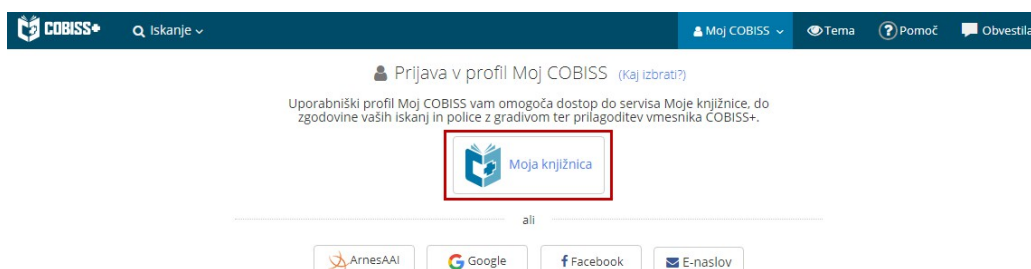 COBISS+ Iskanje Moj COBISS Tema ? Pomoč Obvestila
Prijava v profil Moj COBISS (Kaj izbrati?)
Uporabniški profil Moj COBISS vam omogoča dostop do servisa Moje knjižnice, do
zgodovine vaših iskanj in police z gradivom ter prilagoditev vmesnika COBISS+.
Moja knjižnica
ali
ArnesAAI Google Facebook E-naslov